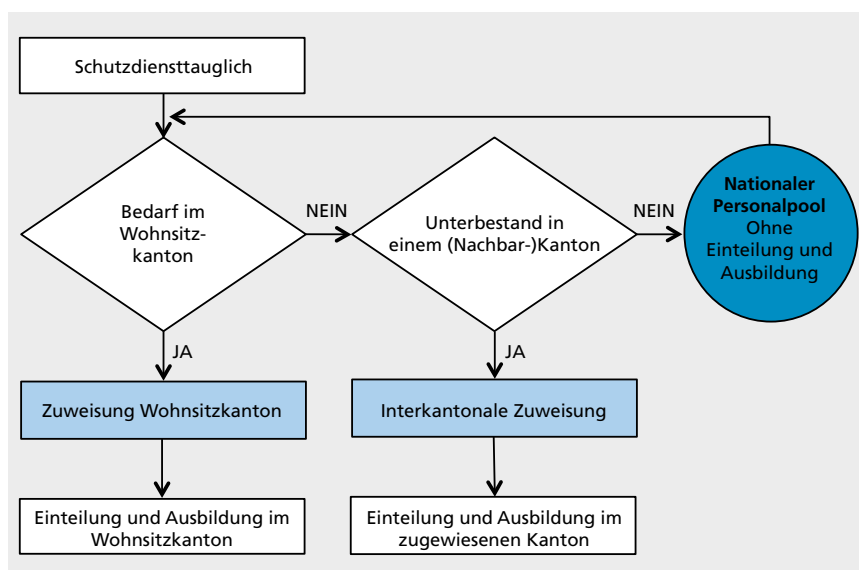 Schutzdiensttauglich
Bedarf im
Wohnsitz-
kanton
NEIN
Unterbestand in
einem (Nachbar-)Kanton
NEIN
Nationaler
Personalpool
Ohne
Einteilung und
Ausbildung
JA
JA
Zuweisung Wohnsitzkanton
Interkantonale Zuweisung
Einteilung und Ausbildung im
Wohnsitzkanton
Einteilung und Ausbildung im
zugewiesenen Kanton